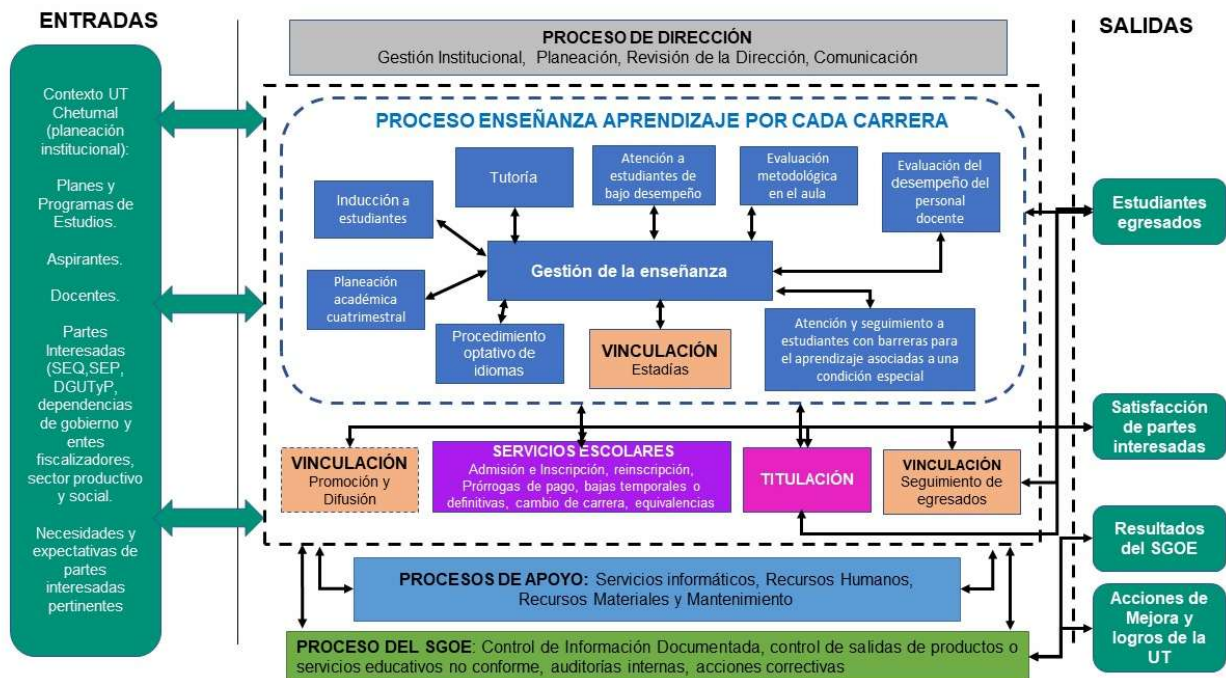 ENTRADAS
Contexto UT
Chetumal
(planeación
institucional):
Planes y
Programas de
Estudios.
Aspirantes.
Docentes.
Partes
Interesadas
(SEQ,SEP,
DGUTyP,
dependencias
de gobierno y
entes
fiscalizadores,
sector productivo
y social.
Necesidades y
expectativas de
partes
interesadas
pertinentes
PROCESO DE DIRECCIÓN
Gestión Institucional, Planeación, Revisión de la Dirección, Comunicación
PROCESO ENSEÑANZA APRENDIZAJE POR CADA CARRERA
Inducción a
estudiantes
Tutoría
Atención a
estudiantes de
bajo desempeño
Evaluación
metodológica
en el aula
Evaluación del
desempeño del
personal
docente
Gestión de la enseñanza
Planeación
académica
cuatrimestral
Procedimiento
optativo de
idiomas
VINCULACIÓN
Estadías
Atención y seguimiento a
estudiantes con barreras para
el aprendizaje asociadas a una
condición especial
VINCULACIÓN
Promoción y
Difusión
SERVICIOS ESCOLARES
Admisión e Inscripción, reinscripción,
Prórrogas de pago, bajas temporales o
definitivas, cambio de carrera, equivalencias
TITULACIÓN
VINCULACIÓN
Seguimiento de
egresados
PROCESOS DE APOYO: Servicios informáticos, Recursos Humanos,
Recursos Materiales y Mantenimiento
PROCESO DEL SGOE: Control de Información Documentada, control de salidas de productos o
servicios educativos no conforme, auditorías internas, acciones correctivas
SALIDAS
Estudiantes
egresados
Satisfacción
de partes
interesadas
Resultados
del SGOE
Acciones de
Mejora y
logros de la
UT